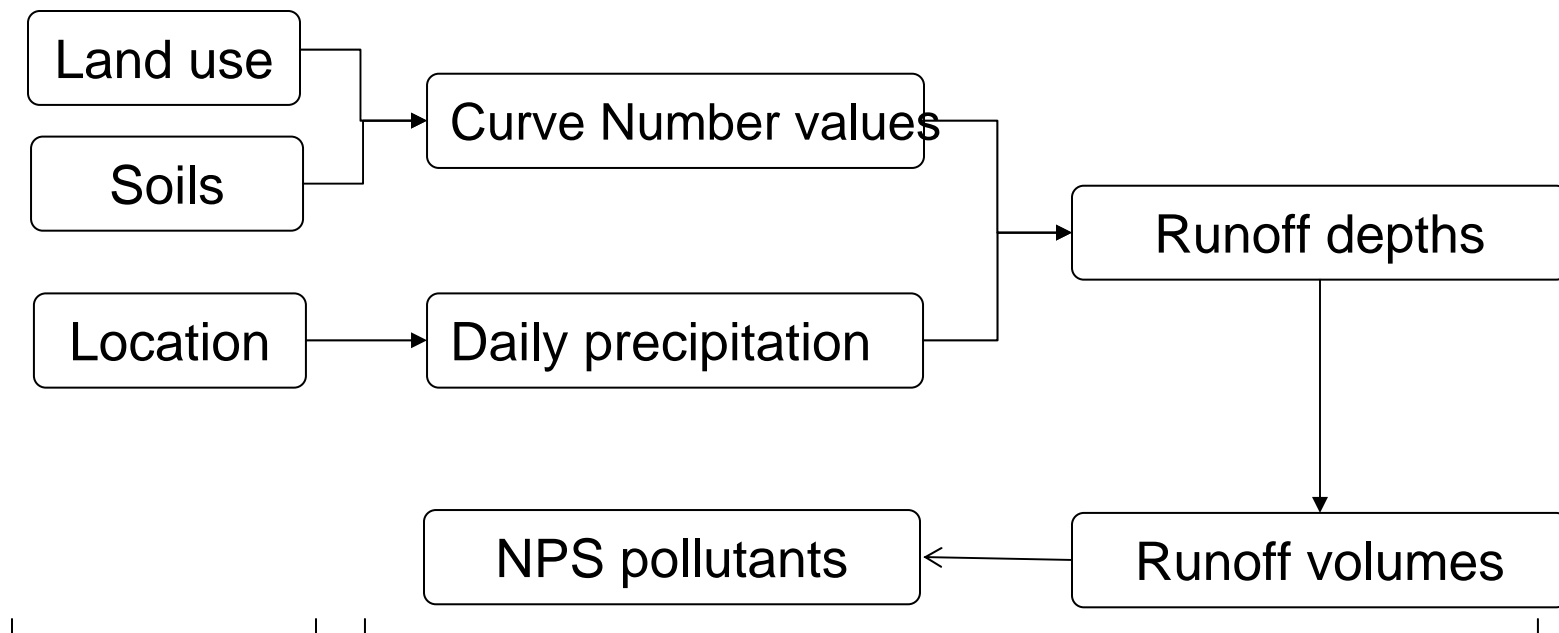 Land use
Curve Number values
Soils
Runoff depths
Location
Daily precipitation
NPS pollutants
Runoff volumes